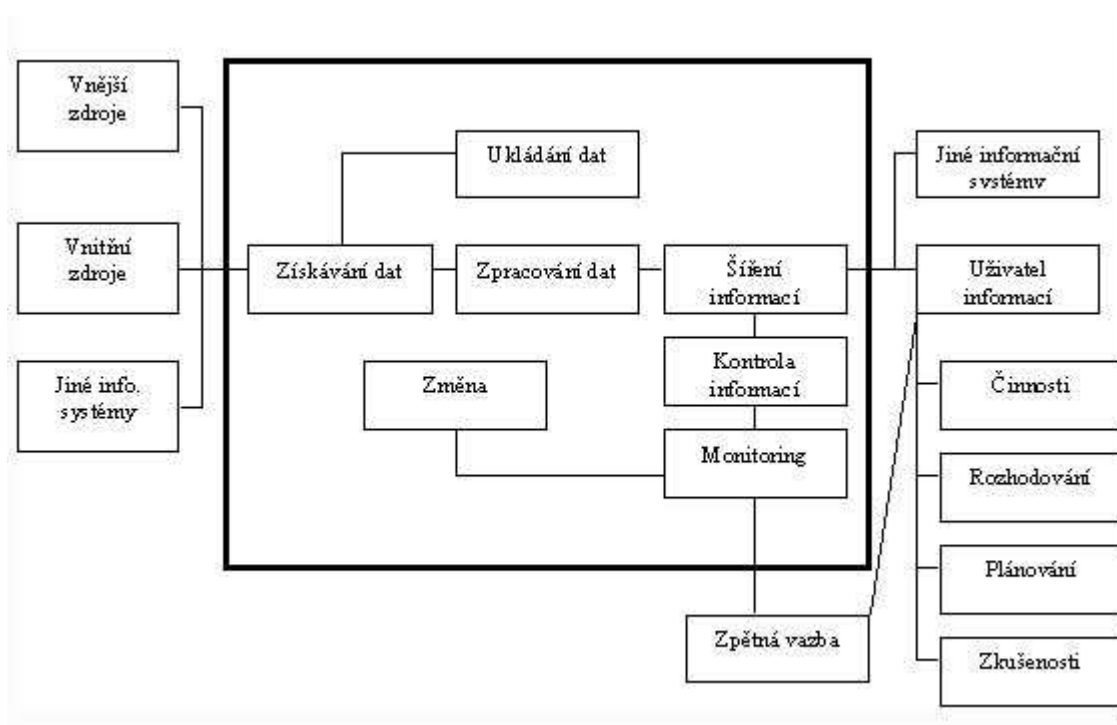 Vnější
zdroje
Ukládání dat
Jiné informační
systémy
Vnitřní
zdroje
Získávání dat
Zpracování dat
Šíření
informací
Uživatel
informací
Jiné info.
systémy
Změna
Kontrola
informací
Činnosti
Monitoring
Rozhodování
Plánování
Zpětná vazba
Zkušenosti